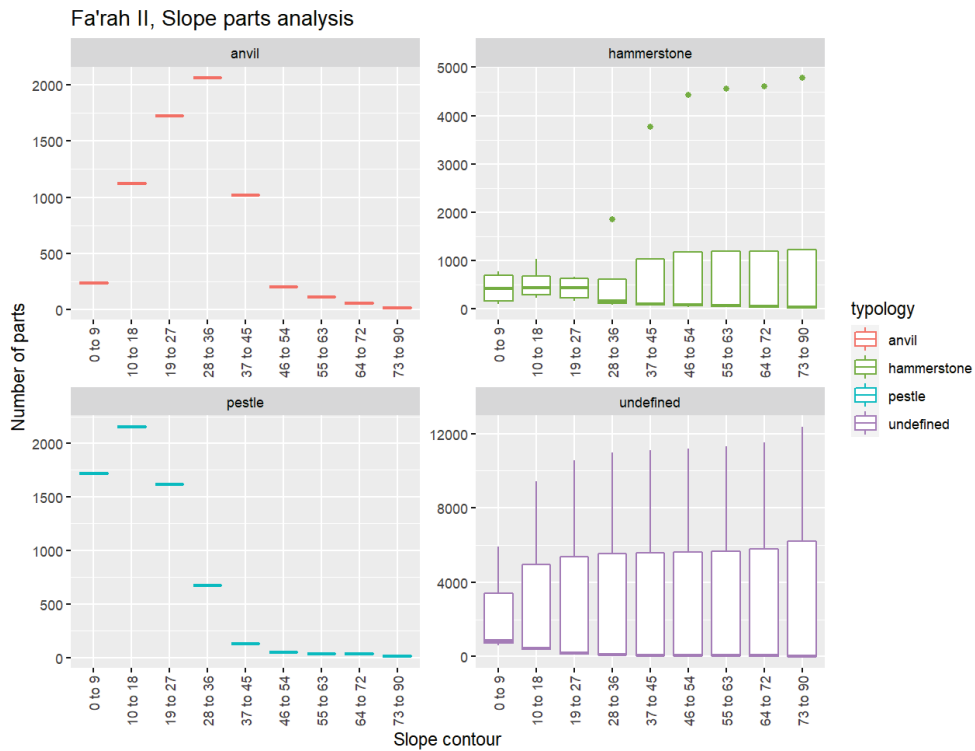 Fa'rah II, Slope parts analysis
Number of parts
anvil
2000
1500
1000
500
0
0 to 9
10 to 18
19 to 27
28 to 36
37 to 45
46 to 54
55 to 63
64 to 72
73 to 90
hammerstone
5000
4000
3000
2000
1000
0
0 to 9
10 to 18
19 to 27
28 to 36
37 to 45
46 to 54
55 to 63
64 to 72
73 to 90
pestle
2000
1500
1000
500
0
0 to 9
10 to 18
19 to 27
28 to 36
37 to 45
46 to 54
55 to 63
64 to 72
73 to 90
undefined
12000
8000
4000
0
0 to 9
10 to 18
19 to 27
28 to 36
37 to 45
46 to 54
55 to 63
64 to 72
73 to 90
Slope contour
typology
anvil
hammerstone
pestle
undefined